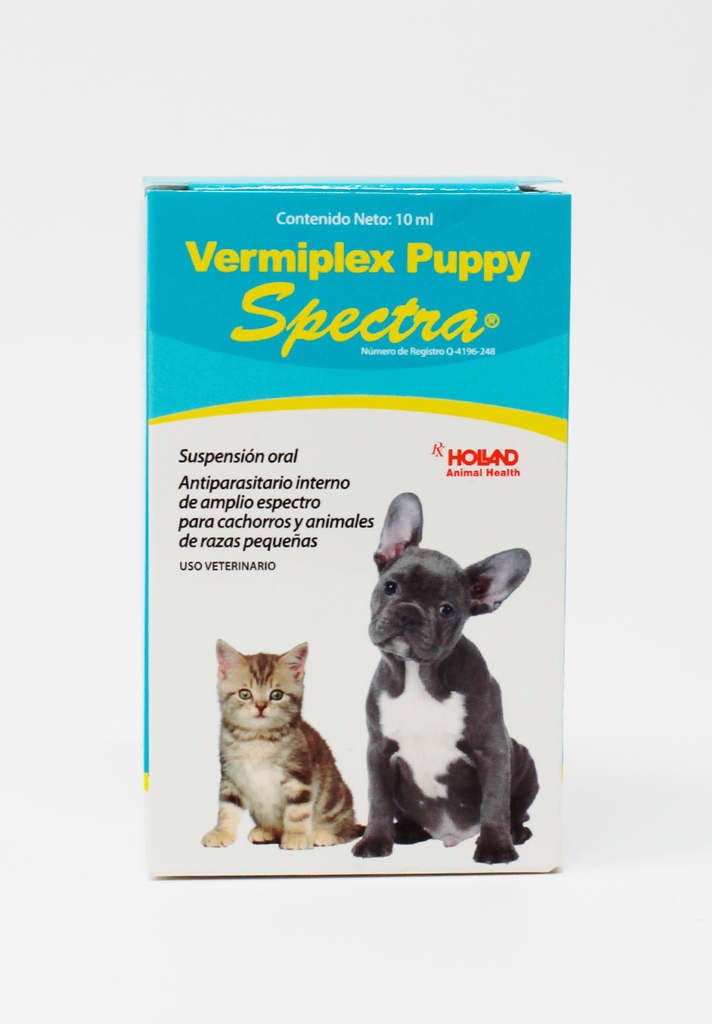 Contenido Neto: 10 ml
Vermiplex Puppy
Spectra®
Número de Registro Q-4196-248
Suspensión oral
Rx HOLLAND
Animal Health
Antiparasitario interno
de amplio espectro
para cachorros y animales
de razas pequeñas
USO VETERINARIO